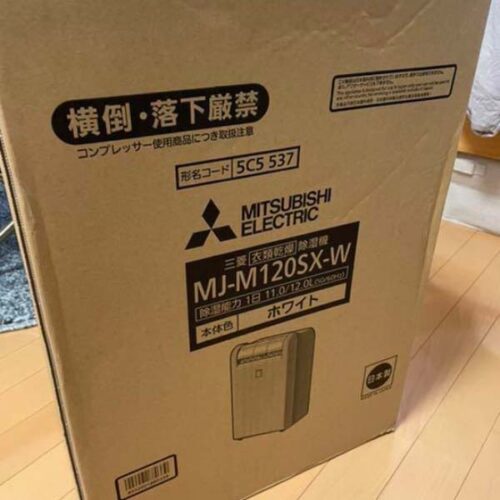 横倒・落下厳禁
コンプレッサー使用商品につき取扱注意
形名コード 5C5 537
MITSUBISHI
ELECTRIC
三菱 衣類乾燥 除湿機
MJ-M120SX-W
除湿能力 1日 11.0/12.0L(50/60Hz)
本体色 ホワイト
日本製